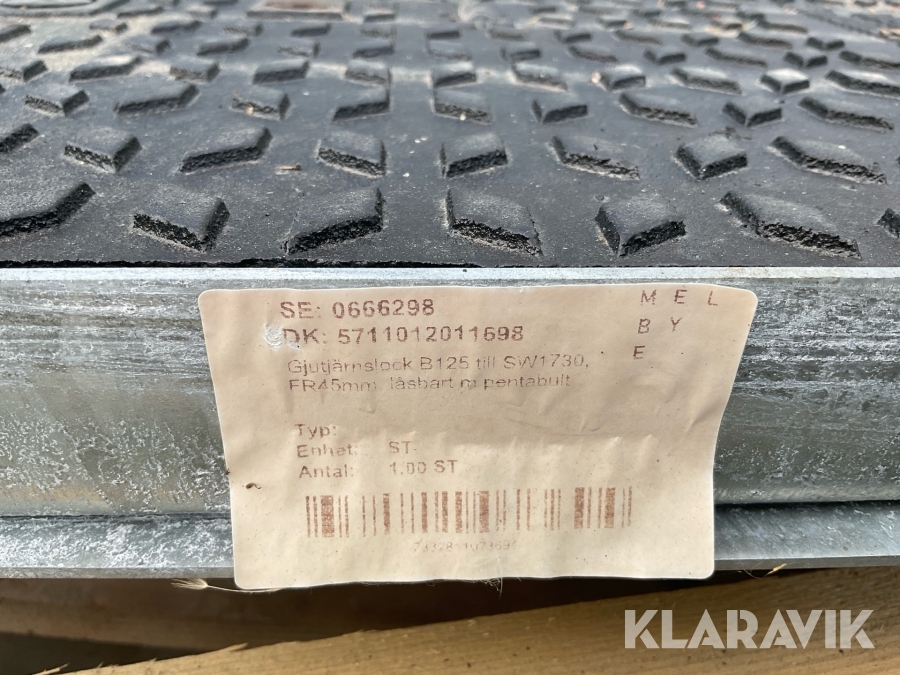 SE: 0666298
DK: 5711012011698
Gjutjärnslock B125 till SW1730,
FR45mm, låsbart m pentabult
Typ:
Enhet: ST
Antal: 1.00 ST
M E L
B Y
E
KLARAVIK